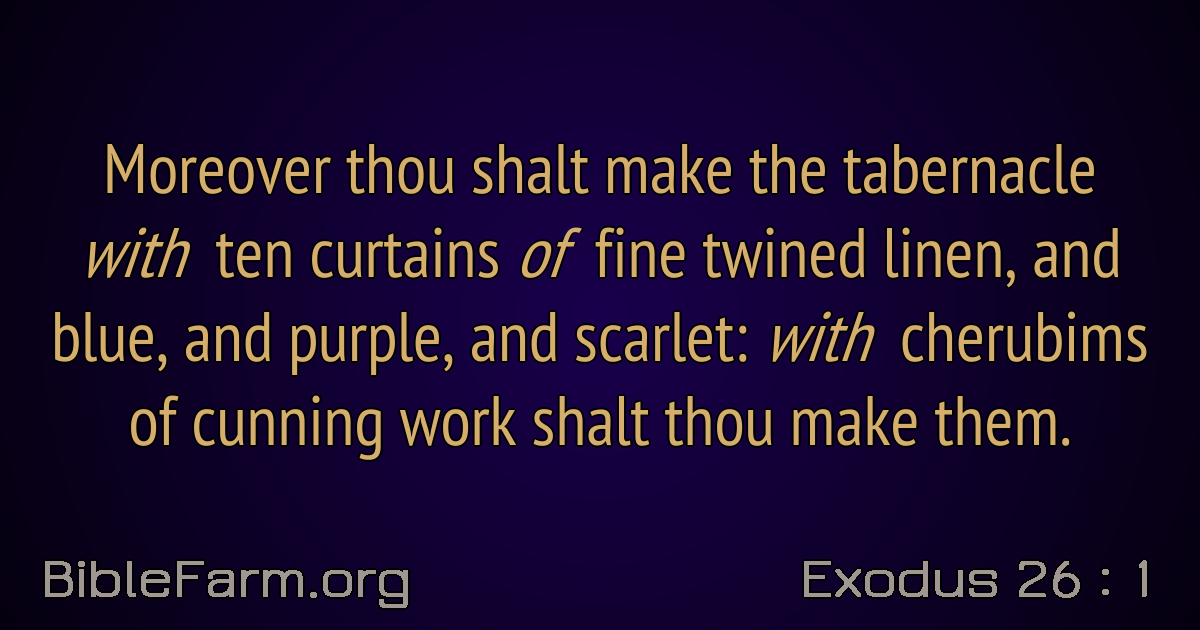 Moreover thou shalt make the tabernacle
with ten curtains of fine twined linen, and
blue, and purple, and scarlet: with cherubims
of cunning work shalt thou make them.
BibleFarm.org
Exodus 26 : 1